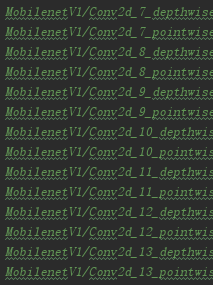 MobilenetV1/Conv2d_7_depthwise
MobilenetV1/Conv2d_7_pointwise
MobilenetV1/Conv2d_8_depthwise
MobilenetV1/Conv2d_8_pointwise
MobilenetV1/Conv2d_9_depthwise
MobilenetV1/Conv2d_9_pointwise
MobilenetV1/Conv2d_10_depthwis
MobilenetV1/Conv2d_10_pointwis
MobilenetV1/Conv2d_11_depthwis
MobilenetV1/Conv2d_11_pointwis
MobilenetV1/Conv2d_12_depthwis
MobilenetV1/Conv2d_12_pointwis
MobilenetV1/Conv2d_13_depthwis
MobilenetV1/Conv2d_13_pointwis